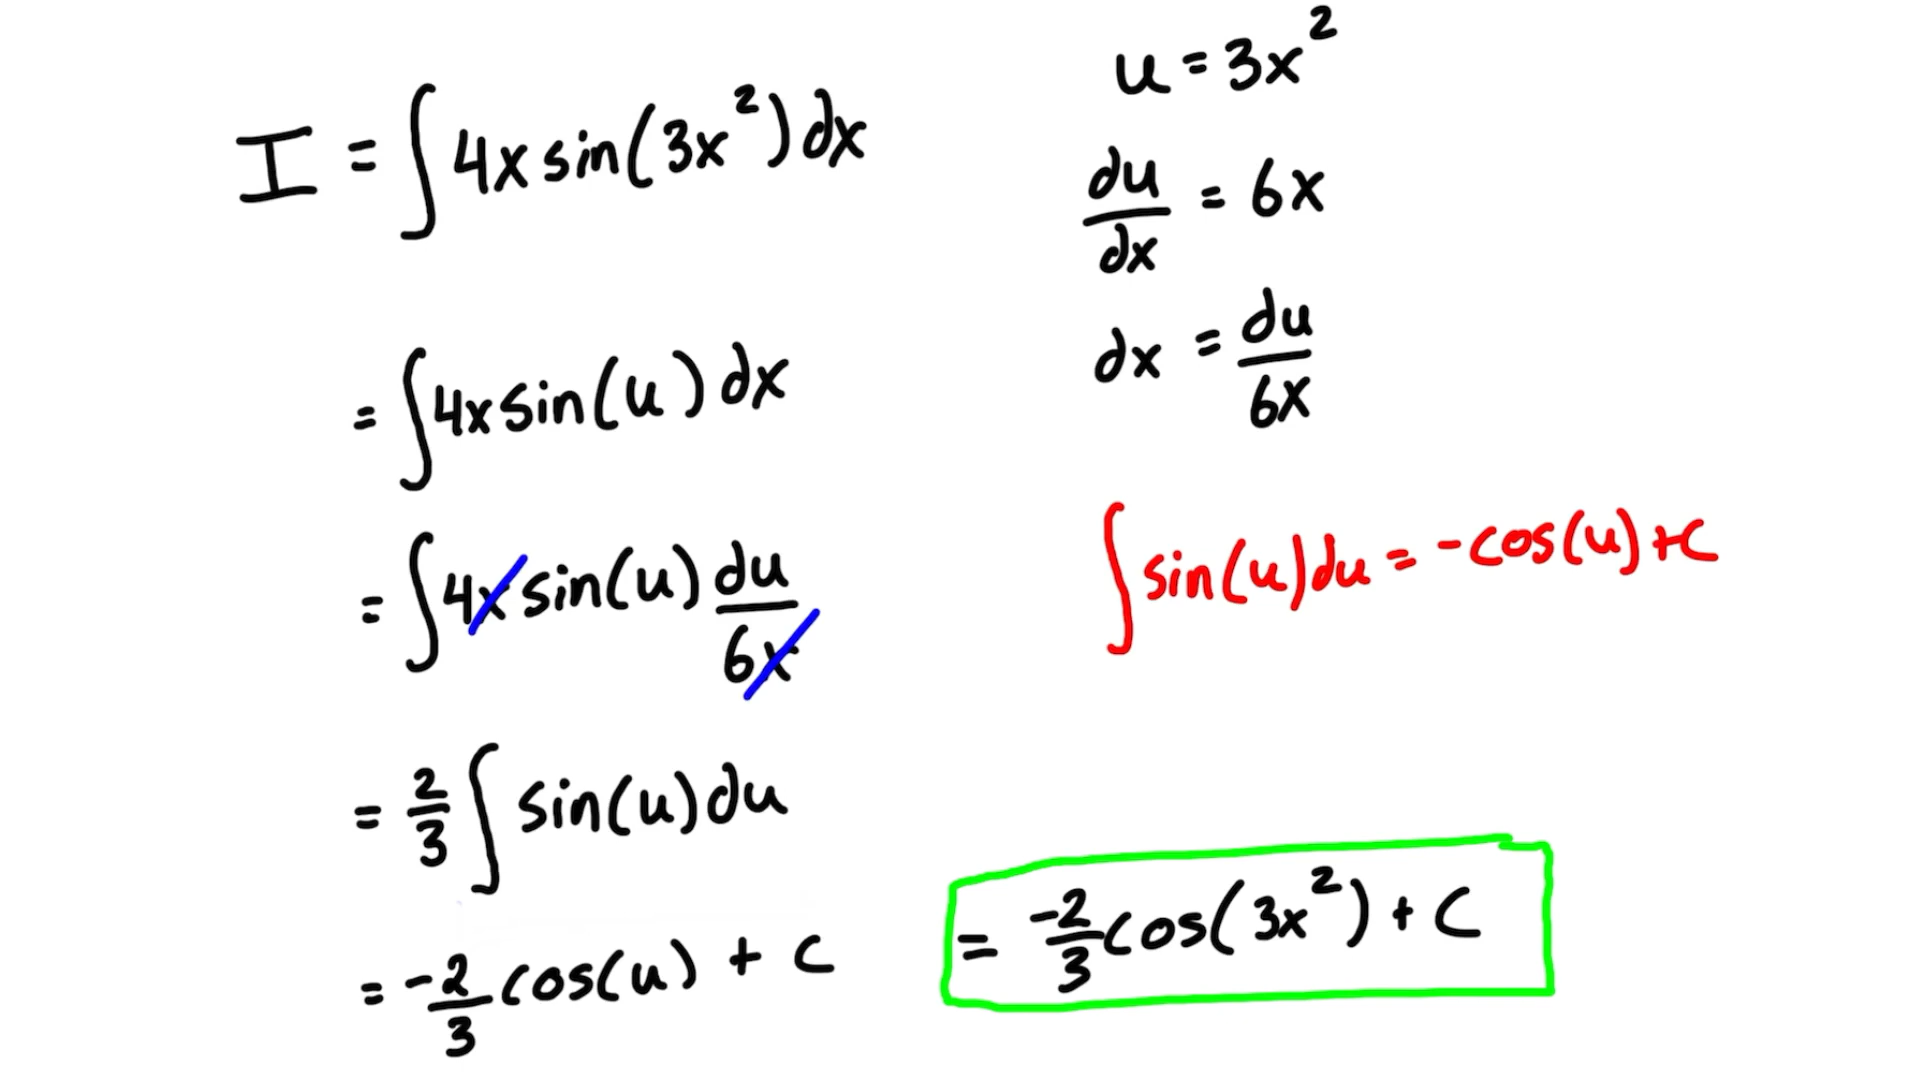 I = ∫ 4x sin(3x²) dx
= ∫ 4x sin(u) dx
= ∫ 4x sin(u) du/6x
= 2/3 ∫ sin(u) du
= -2/3 cos(u) + C
u = 3x²
du/dx = 6x
dx = du/6x
∫ sin(u) du = -cos(u) + C
= -2/3 cos(3x²) + C